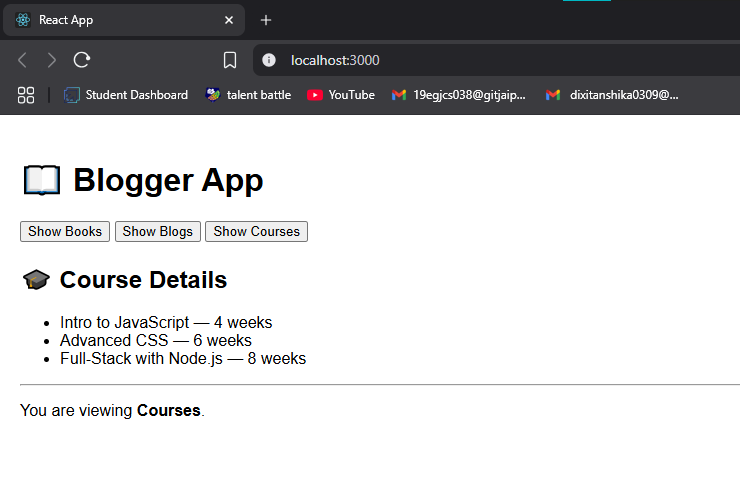 React App
localhost:3000
Student Dashboard talent battle YouTube 19egjcs038@gitjaip... dixitanshika0309@...
📖 Blogger App
Show Books Show Blogs Show Courses
🎓 Course Details
• Intro to JavaScript — 4 weeks
• Advanced CSS — 6 weeks
• Full-Stack with Node.js — 8 weeks
You are viewing Courses.